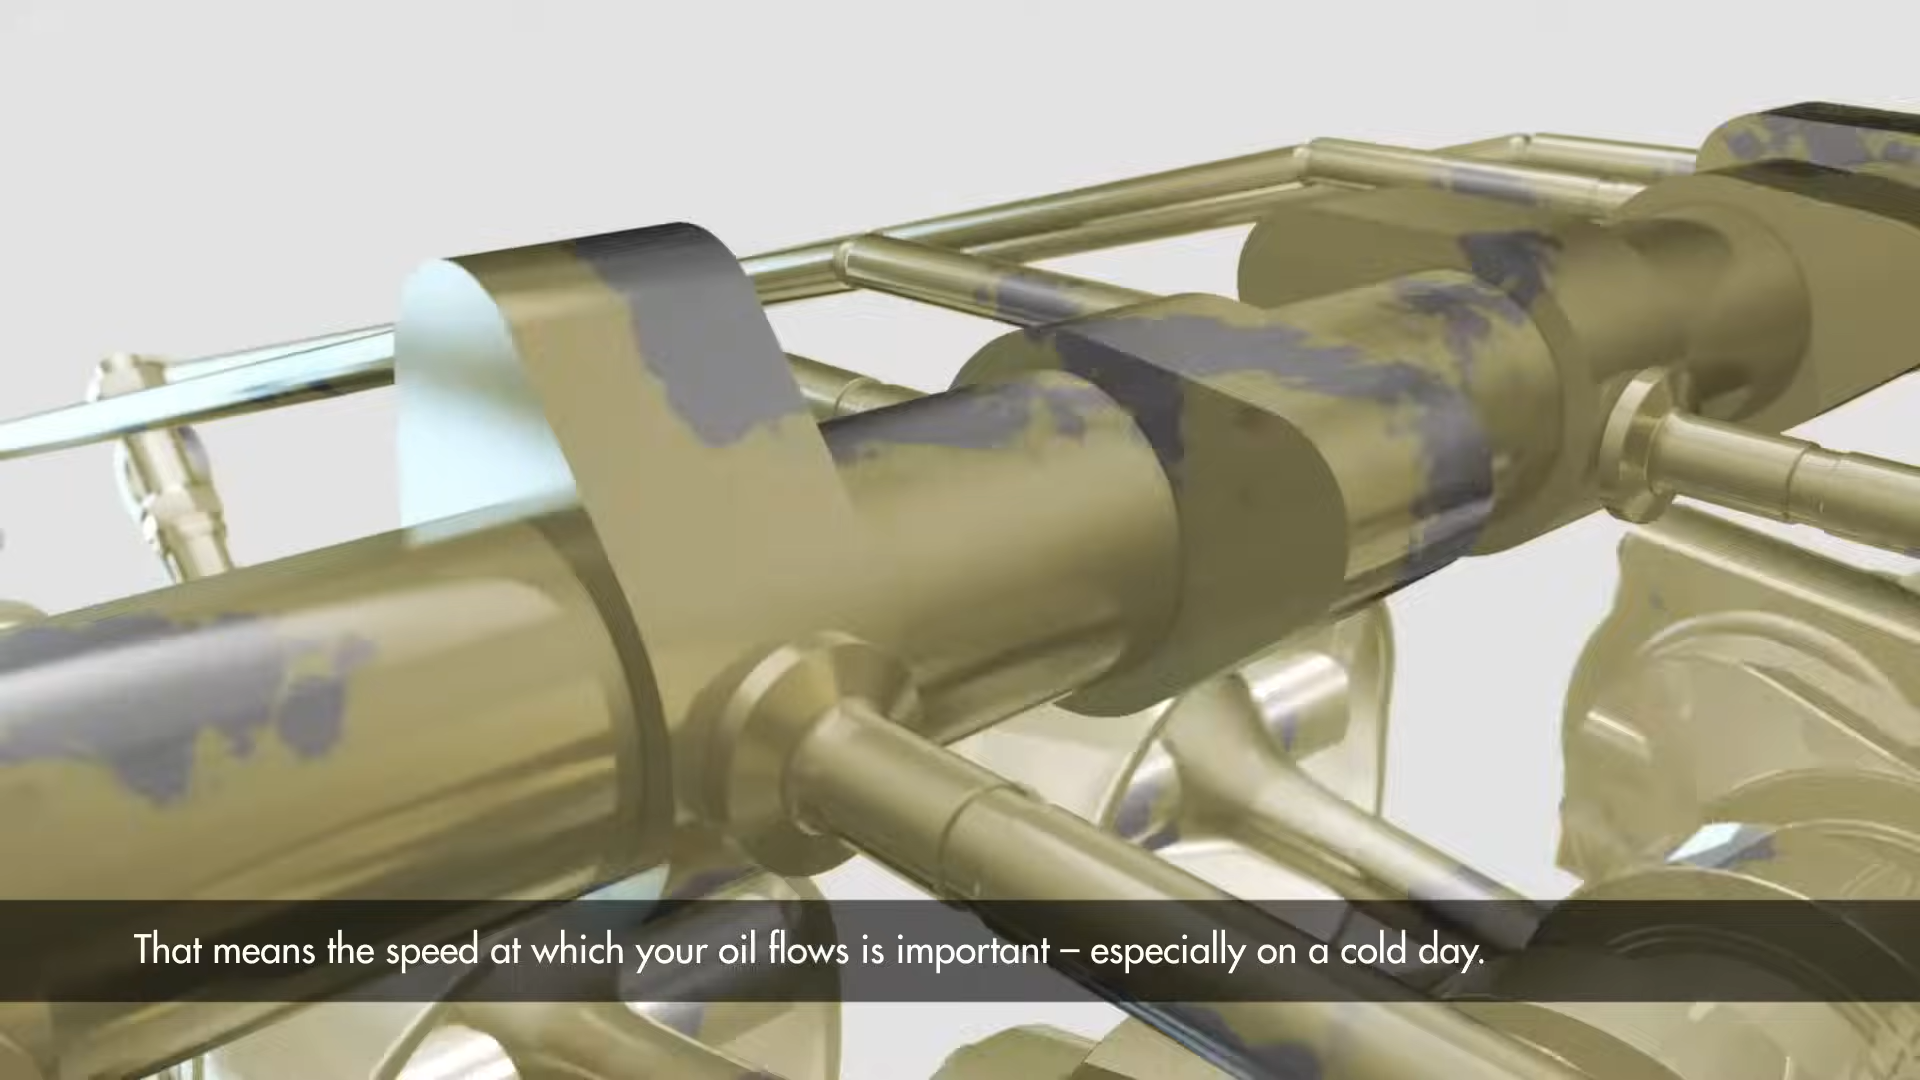 That means the speed at which your oil flows is important – especially on a cold day.